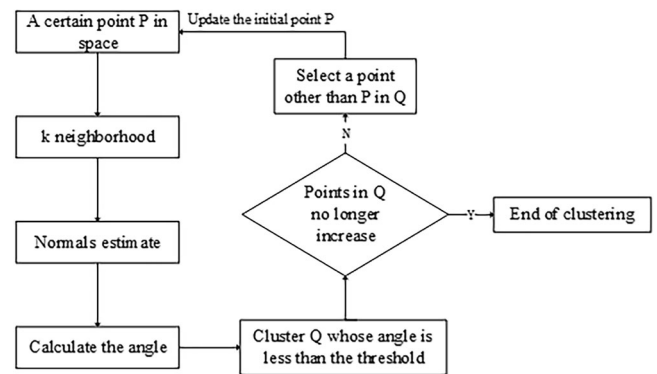 A certain point P in
space
Update the initial point P
k neighborhood
Normals estimate
Calculate the angle
Cluster Q whose angle is
less than the threshold
Points in Q
no longer
increase
N
Select a point
other than P in Q
Y
End of clustering